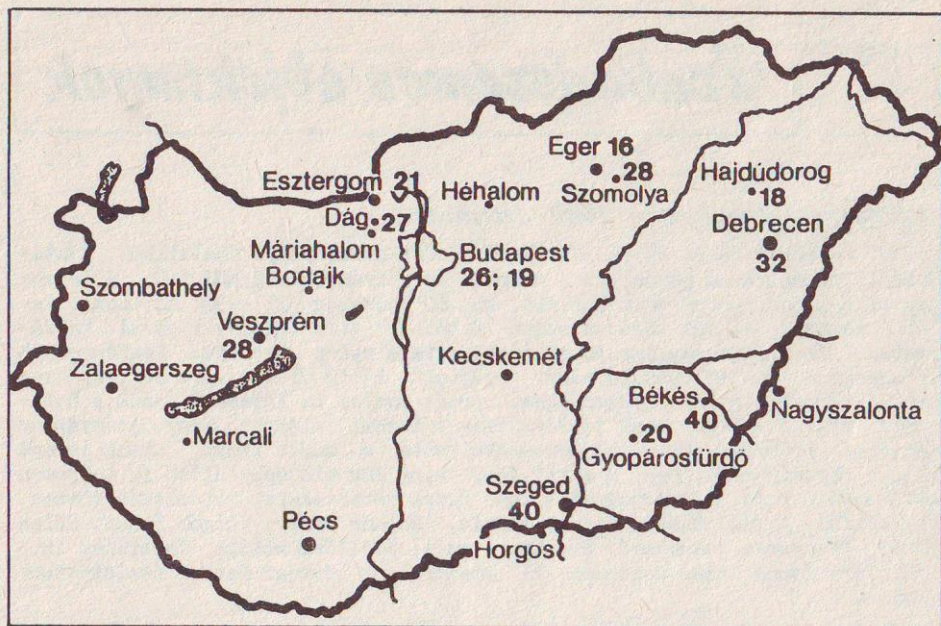 Eger 16
28
Szomolya
Hajdúdorog
18
Debrecen
32
Esztergom 21
Héhalom
Dág 27
Máriahalom
Budapest
26; 19
Bodajk
Szombathely
Veszprém
28
Zalaegerszeg
Kecskemét
Békés
40
Nagyszalonta
Marcali
20
Gyopárosfürdő
Szeged
40
Pécs
Horgos